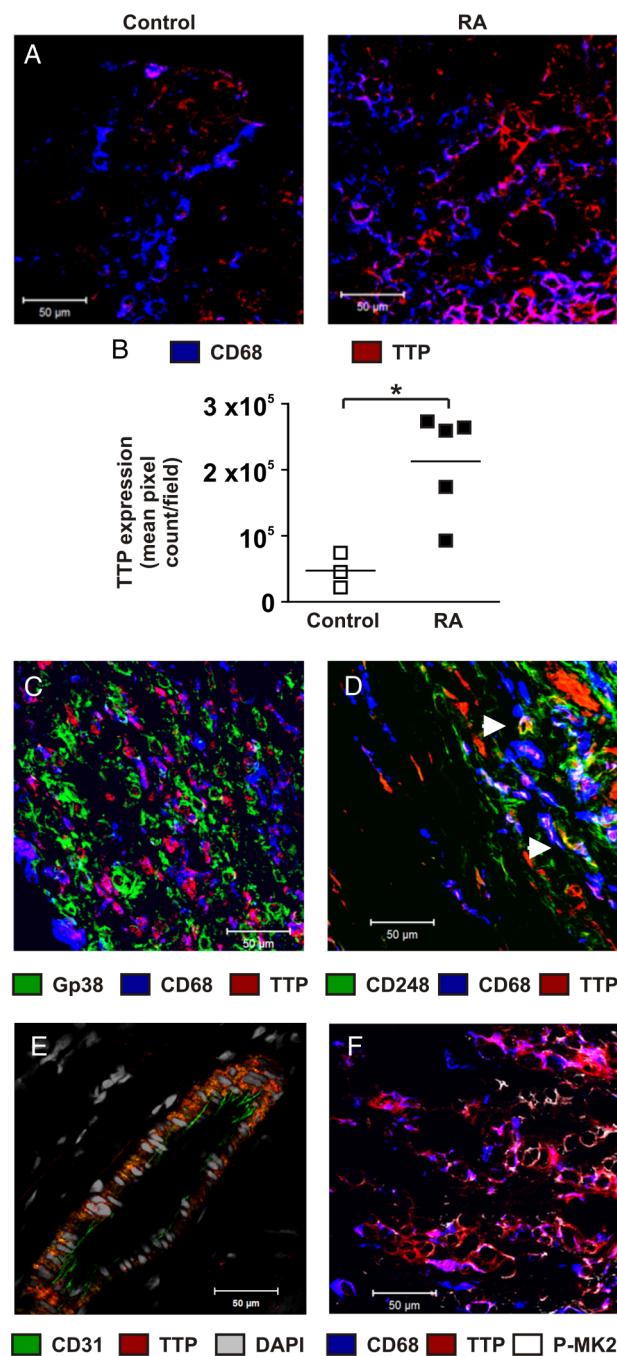 Control RA
A
50 µm 50 µm
B CD68 TTP
TTP expression
(mean pixel
count/field)
3 x10⁵
2 x10⁵
10⁵
0
*
Control RA
C D
50 µm 50 µm
Gp38 CD68 TTP CD248 CD68 TTP
E F
50 µm 50 µm
CD31 TTP DAPI CD68 TTP P-MK2